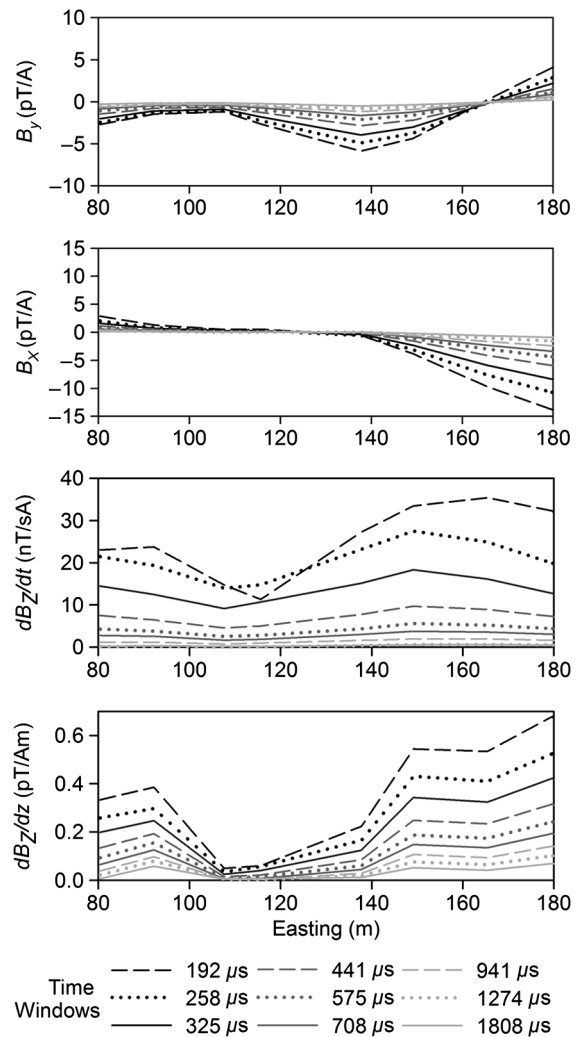 10
5
0
–5
–10
B_y (pT/A)
80 100 120 140 160 180
15
10
5
0
–5
–10
–15
B_x (pT/A)
80 100 120 140 160 180
40
30
20
10
0
dB_Z/dt (nT/sA)
80 100 120 140 160 180
0.6
0.4
0.2
0.0
dB_Z/dz (pT/Am)
80 100 120 140 160 180
Easting (m)
Time
Windows
192 µs 441 µs 941 µs
258 µs 575 µs 1274 µs
325 µs 708 µs 1808 µs